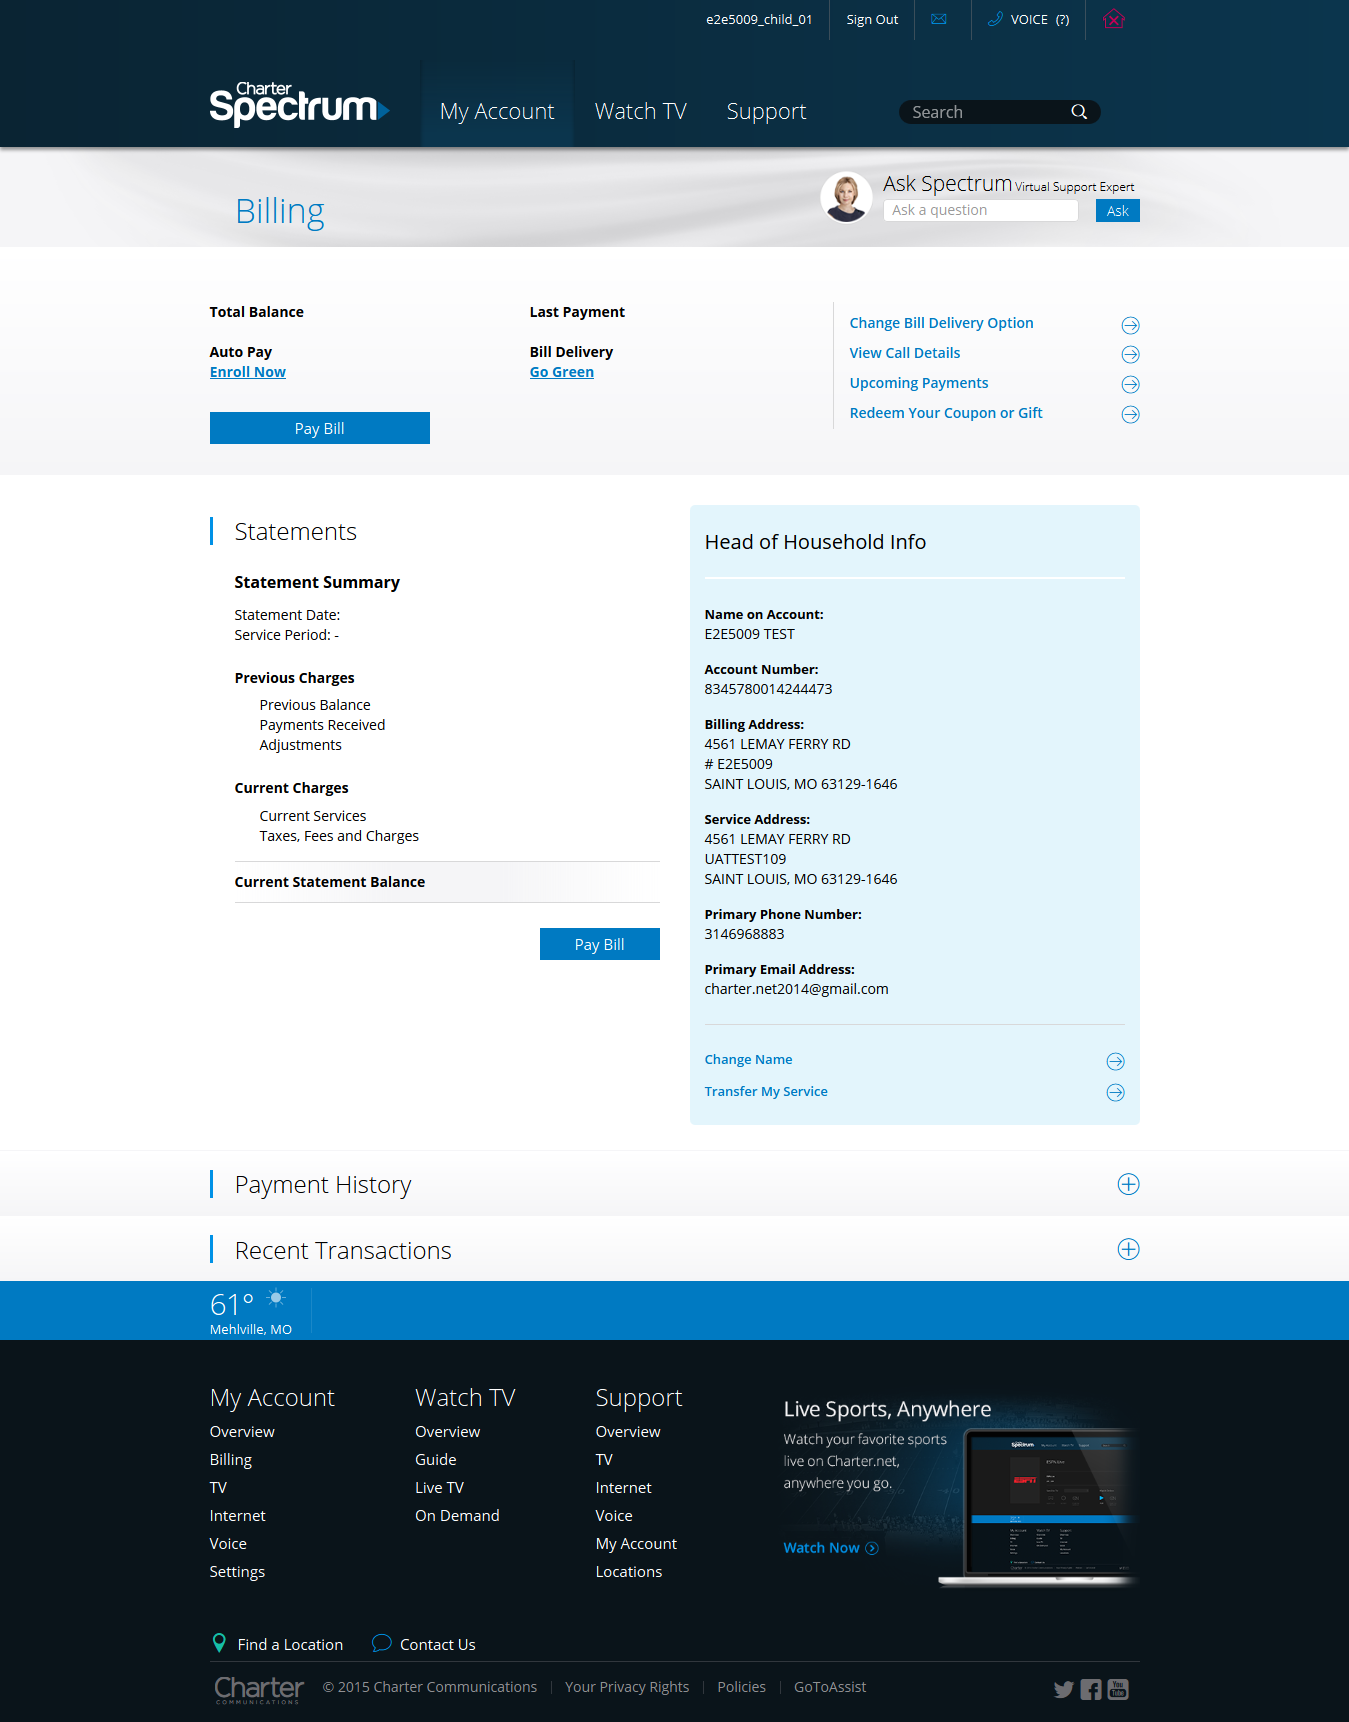 e2e5009_child_01
Sign Out
VOICE (?)
Charter
Spectrum
My Account
Watch TV
Support
Search
Billing
Ask Spectrum Virtual Support Expert
Ask a question
Ask
Total Balance
Last Payment
Auto Pay
Enroll Now
Bill Delivery
Go Green
Pay Bill
Change Bill Delivery Option
View Call Details
Upcoming Payments
Redeem Your Coupon or Gift
Statements
Statement Summary
Statement Date:
Service Period: -
Previous Charges
Previous Balance
Payments Received
Adjustments
Current Charges
Current Services
Taxes, Fees and Charges
Current Statement Balance
Pay Bill
Head of Household Info
Name on Account:
E2E5009 TEST
Account Number:
8345780014244473
Billing Address:
4561 LEMAY FERRY RD
# E2E5009
SAINT LOUIS, MO 63129-1646
Service Address:
4561 LEMAY FERRY RD
UATTEST109
SAINT LOUIS, MO 63129-1646
Primary Phone Number:
3146968883
Primary Email Address:
charter.net2014@gmail.com
Change Name
Transfer My Service
Payment History
Recent Transactions
61°
Mehlville, MO
My Account
Overview
Billing
TV
Internet
Voice
Settings
Watch TV
Overview
Guide
Live TV
On Demand
Support
Overview
TV
Internet
Voice
My Account
Locations
Live Sports, Anywhere
Watch your favorite sports
live on Charter.net,
anywhere you go.
Watch Now
Spectrum
ESPN
Find a Location
Contact Us
Charter
COMMUNICATIONS
© 2015 Charter Communications
Your Privacy Rights
Policies
GoToAssist
You
Tube